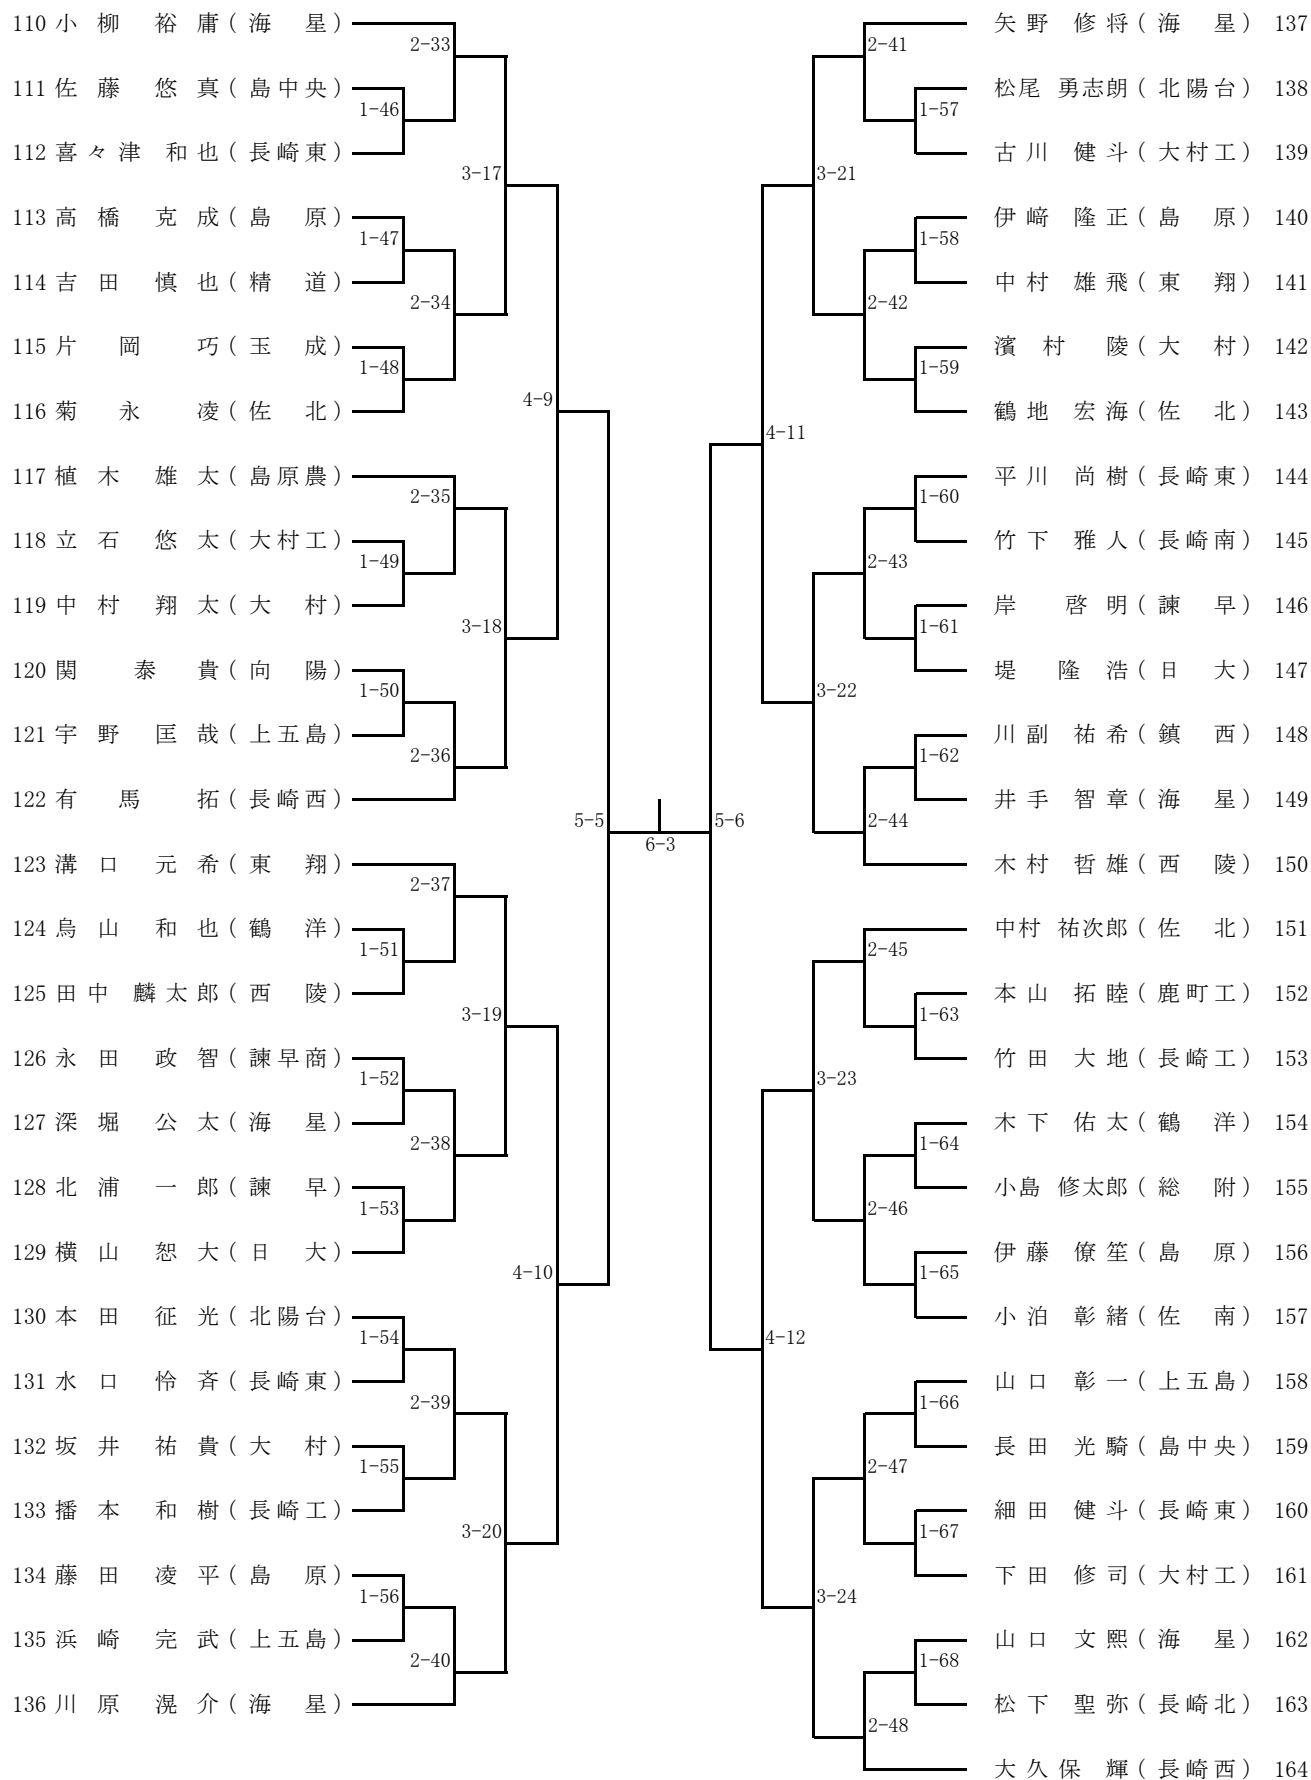 110 小柳 裕庸(海星)
2-33
111 佐藤 悠真(島中央)
1-46
112 喜々津 和也(長崎東)
3-17
113 高橋 克成(島原)
1-47
114 吉田 慎也(精道)
2-34
115 片岡 巧(玉成)
1-48
116 菊永 凌(佐北)
4-9
117 植木 雄太(島原農)
2-35
118 立石 悠太(大村工)
1-49
119 中村 翔太(大村)
3-18
120 関 泰貴(向陽)
1-50
121 宇野 匡哉(上五島)
2-36
122 有馬 拓(長崎西)
5-5
123 溝口 元希(東翔)
2-37
124 烏山 和也(鶴洋)
1-51
125 田中 麟太郎(西陵)
3-19
126 永田 政智(諫早商)
1-52
127 深堀 公太(海星)
2-38
128 北浦 一郎(諫早)
1-53
129 横山 恕大(日大)
4-10
130 本田 征光(北陽台)
1-54
131 水口 怜斉(長崎東)
2-39
132 坂井 祐貴(大村)
1-55
133 播本 和樹(長崎工)
3-20
134 藤田 凌平(島原)
1-56
135 浜崎 完武(上五島)
2-40
136 川原 滉介(海星)
6-3
矢野 修将(海星) 137
2-41
松尾 勇志朗(北陽台) 138
1-57
古川 健斗(大村工) 139
3-21
伊﨑 隆正(島原) 140
1-58
中村 雄飛(東翔) 141
2-42
濱村 陵(大村) 142
1-59
鶴地 宏海(佐北) 143
4-11
平川 尚樹(長崎東) 144
1-60
竹下 雅人(長崎南) 145
2-43
岸 啓明(諫早) 146
1-61
堤 隆浩(日大) 147
3-22
川副 祐希(鎮西) 148
1-62
井手 智章(海星) 149
2-44
5-6
木村 哲雄(西陵) 150
中村 祐次郎(佐北) 151
2-45
本山 拓睦(鹿町工) 152
1-63
竹田 大地(長崎工) 153
3-23
木下 佑太(鶴洋) 154
1-64
小島 修太郎(総附) 155
2-46
伊藤 僚笙(島原) 156
1-65
小泊 彰緒(佐南) 157
4-12
山口 彰一(上五島) 158
1-66
長田 光騎(島中央) 159
2-47
細田 健斗(長崎東) 160
1-67
下田 修司(大村工) 161
3-24
山口 文熙(海星) 162
1-68
松下 聖弥(長崎北) 163
2-48
大久保 輝(長崎西) 164